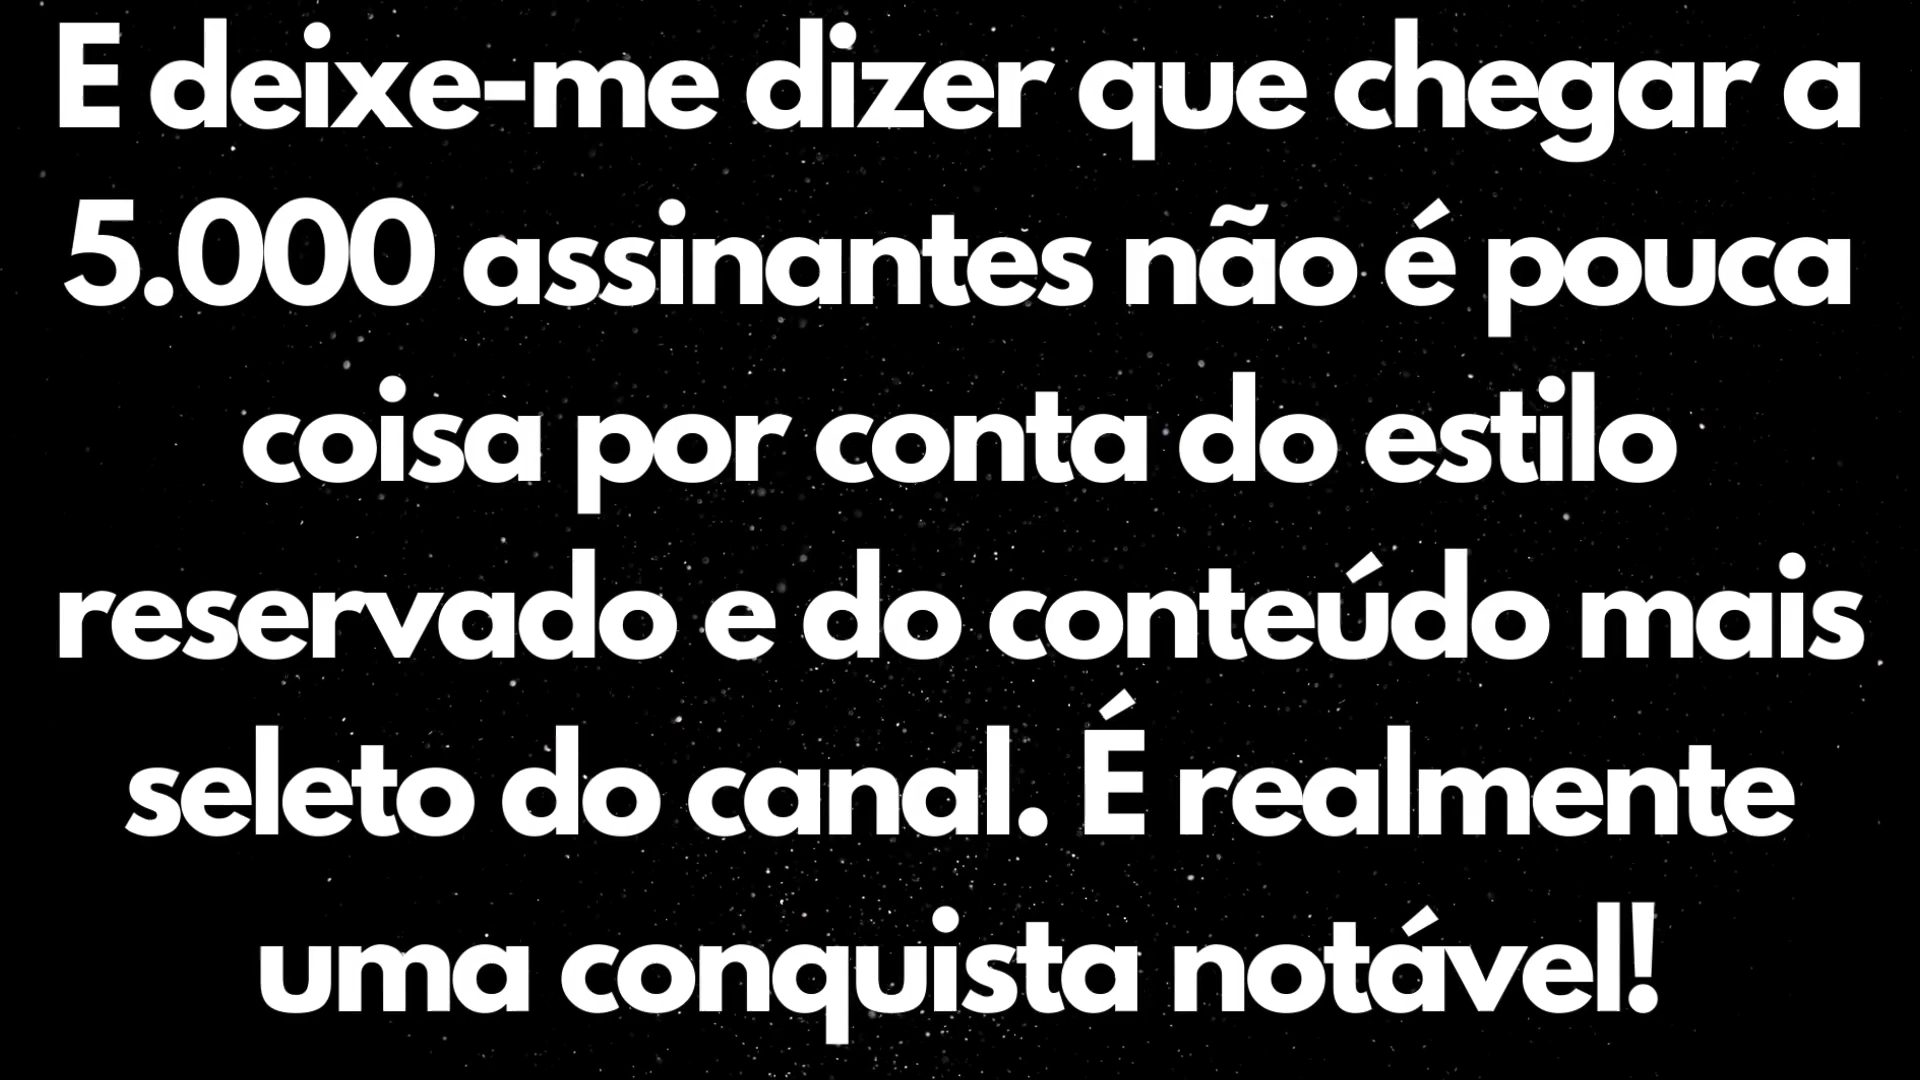 E deixe-me dizer que chegar a
5.000 assinantes não é pouca
coisa por conta do estilo
reservado e do conteúdo mais
seleto do canal. É realmente
uma conquista notável!